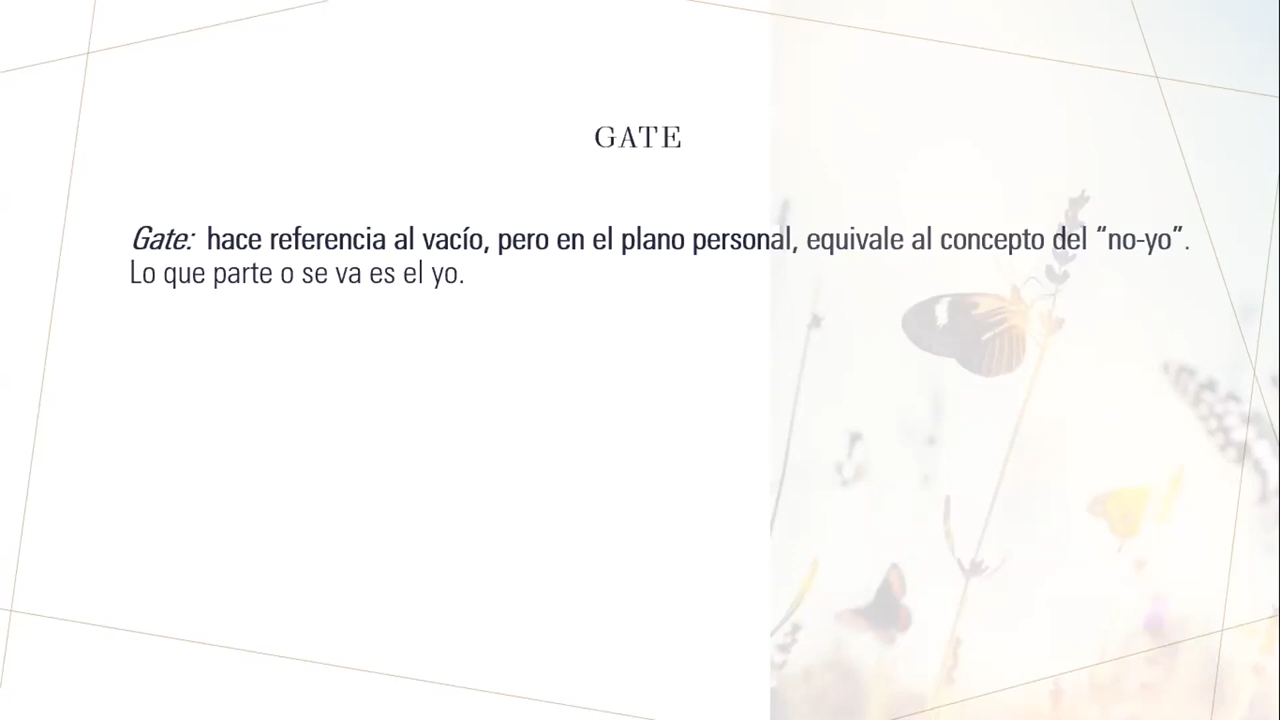 GATE
Gate: hace referencia al vacío, pero en el plano personal, equivale al concepto del “no-yo”.
Lo que parte o se va es el yo.